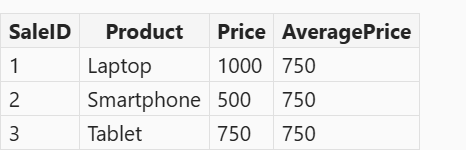 SaleID Product Price AveragePrice
1 Laptop 1000 750
2 Smartphone 500 750
3 Tablet 750 750